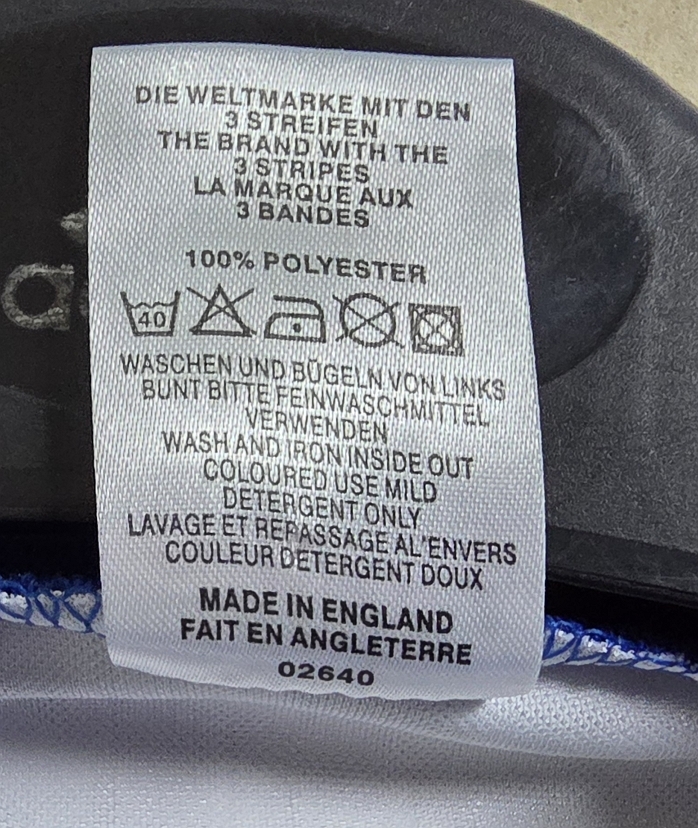 DIE WELTMARKE MIT DEN
3 STREIFEN
THE BRAND WITH THE
3 STRIPES
LA MARQUE AUX
3 BANDES
100% POLYESTER
40
WASCHEN UND BÜGELN VON LINKS
BUNT BITTE FEINWASCHMITTEL
VERWENDEN
WASH AND IRON INSIDE OUT
COLOURED USE MILD
DETERGENT ONLY
LAVAGE ET REPASSAGE AL'ENVERS
COULEUR DETERGENT DOUX
MADE IN ENGLAND
FAIT EN ANGLETERRE
02640